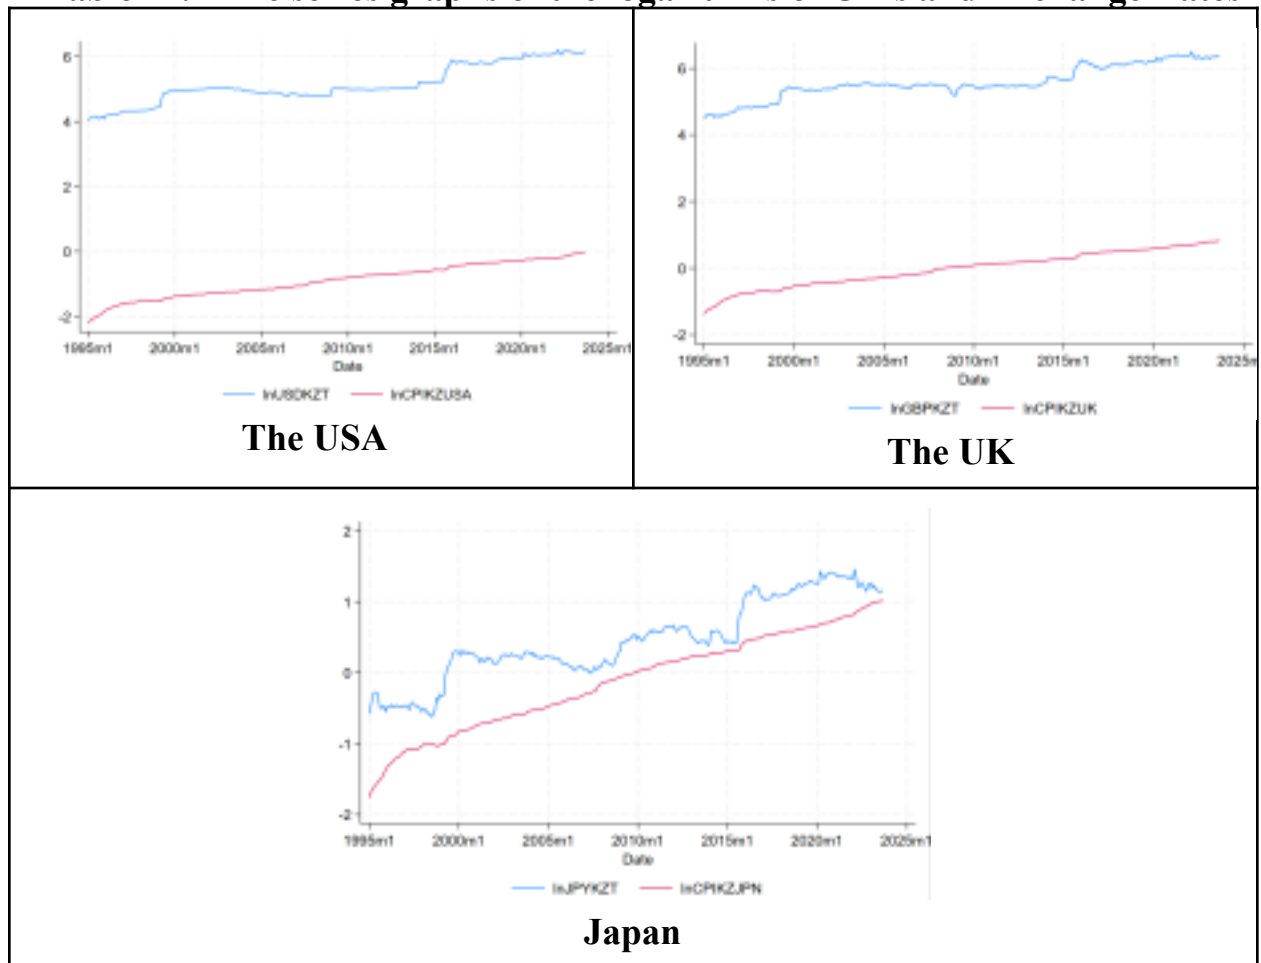 6
4
2
0
-2
1995m1 2000m1 2005m1 2010m1 2015m1 2020m1 2025m1
Date
lnUSDKZT lnCPIKZUSA
The USA
6
4
2
0
-2
1995m1 2000m1 2005m1 2010m1 2015m1 2020m1
Date
lnGBPKZT lnCPIKZUK
The UK
2
1
0
-1
-2
1995m1 2000m1 2005m1 2010m1 2015m1 2020m1 2025m1
Date
lnJPYKZT lnCPIKZJPN
Japan